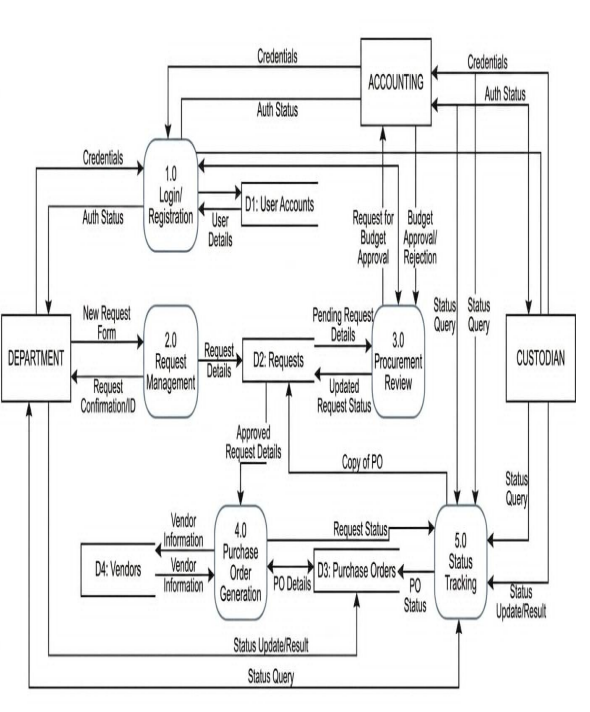 Credentials
ACCOUNTING
Credentials
Auth Status
Auth Status
Credentials
1.0
Login/
Registration
D1: User Accounts
Auth Status
User
Details
Request for
Budget
Approval
Budget
Approval/
Rejection
New Request
Form
Pending Request
Details
Status
Query
Status
Query
DEPARTMENT
2.0
Request
Management
Request
Details
D2: Requests
3.0
Procurement
Review
CUSTODIAN
Request
Confirmation/ID
Updated
Request Status
Approved
Request Details
Copy of PO
Status
Query
Vendor
Information
4.0
Purchase
Order
Generation
Request Status
5.0
Status
Tracking
D4: Vendors
Vendor
Information
PO Details
D3: Purchase Orders
PO
Status
Status
Update/Result
Status Update/Result
Status Query